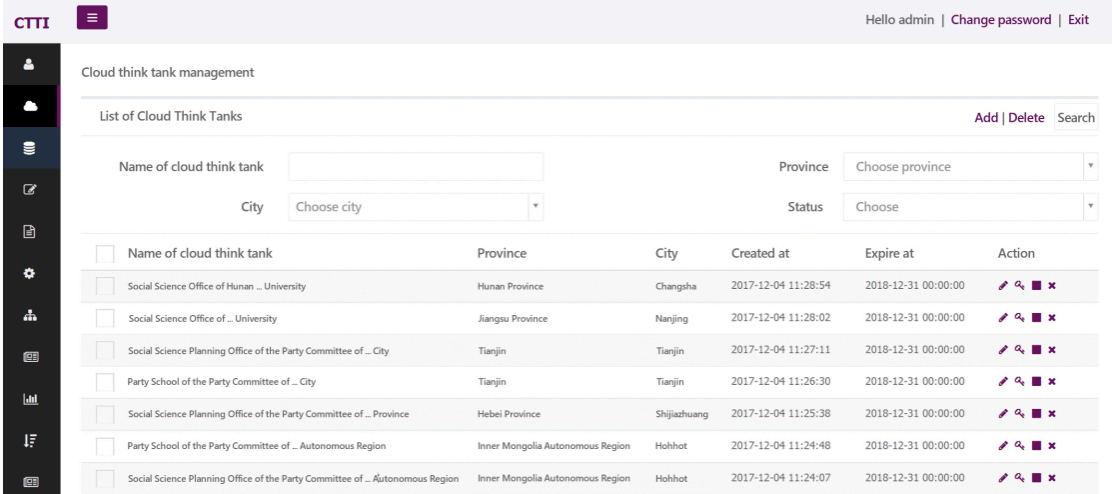 CTTI
Hello admin | Change password | Exit
Cloud think tank management
List of Cloud Think Tanks
Add | Delete Search
Name of cloud think tank
Province Choose province
City Choose city
Status Choose
Name of cloud think tank Province City Created at Expire at Action
Social Science Office of Hunan ... University Hunan Province Changsha 2017-12-04 11:28:54 2018-12-31 00:00:00
Social Science Office of ... University Jiangsu Province Nanjing 2017-12-04 11:28:02 2018-12-31 00:00:00
Social Science Planning Office of the Party Committee of ... City Tianjin Tianjin 2017-12-04 11:27:11 2018-12-31 00:00:00
Party School of the Party Committee of ... City Tianjin Tianjin 2017-12-04 11:26:30 2018-12-31 00:00:00
Social Science Planning Office of the Party Committee of ... Province Hebei Province Shijiazhuang 2017-12-04 11:25:38 2018-12-31 00:00:00
Party School of the Party Committee of ... Autonomous Region Inner Mongolia Autonomous Region Hohhot 2017-12-04 11:24:48 2018-12-31 00:00:00
Social Science Planning Office of the Party Committee of ... Autonomous Region Inner Mongolia Autonomous Region Hohhot 2017-12-04 11:24:07 2018-12-31 00:00:00